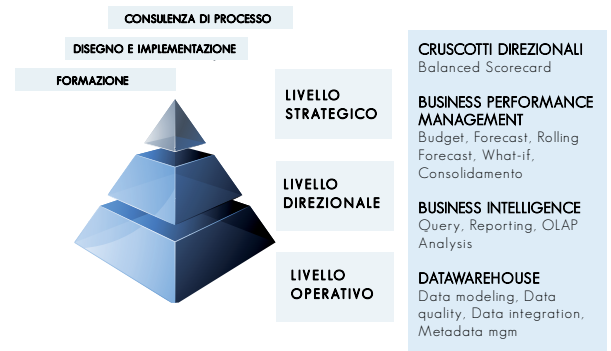 CONSULENZA DI PROCESSO
DISEGNO E IMPLEMENTAZIONE
FORMAZIONE
LIVELLO
STRATEGICO
LIVELLO
DIREZIONALE
LIVELLO
OPERATIVO
CRUSCOTTI DIREZIONALI
Balanced Scorecard
BUSINESS PERFORMANCE
MANAGEMENT
Budget, Forecast, Rolling
Forecast, What-if,
Consolidamento
BUSINESS INTELLIGENCE
Query, Reporting, OLAP
Analysis
DATAWAREHOUSE
Data modeling, Data
quality, Data integration,
Metadata mgm